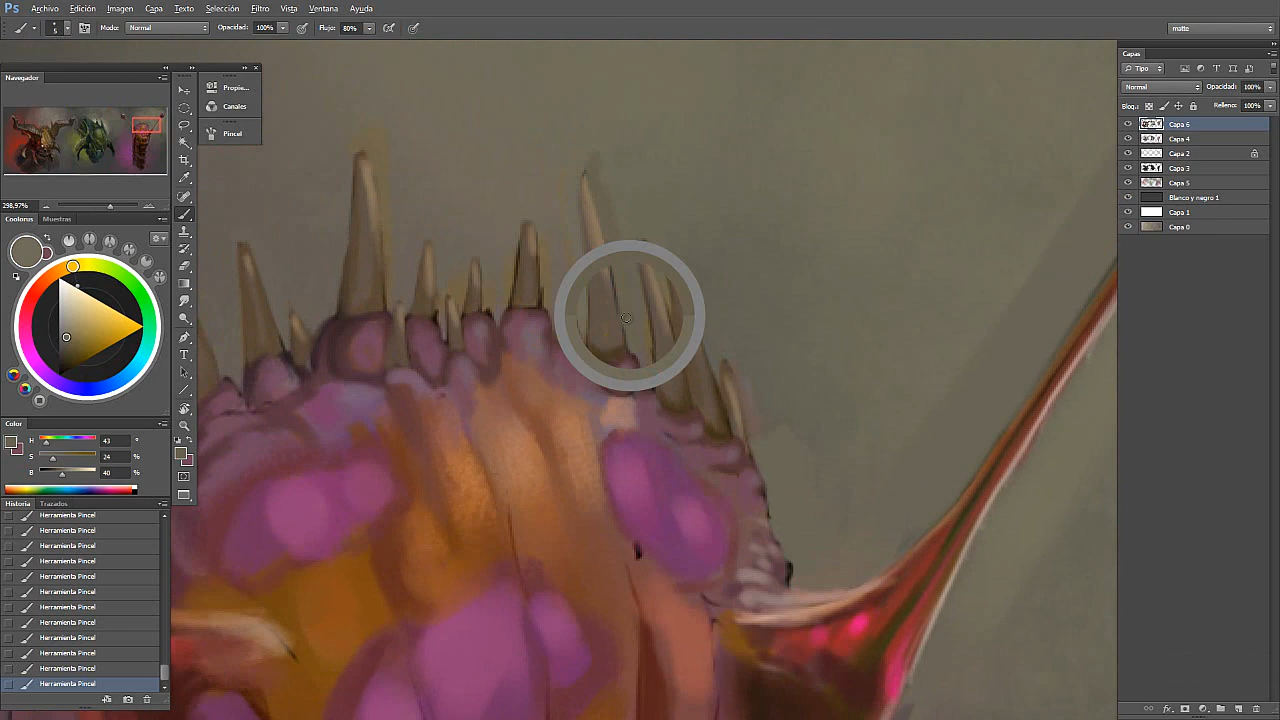 Ps Archivo Edición Imagen Capa Texto Selección Filtro Vista Ventana Ayuda
5 Modo: Normal Opacidad: 100% Flujo: 80% matte
Navegador
Propie...
Canales
Pincel
298,97%
Coloros Muestras
Color
H 43 °
S 24 %
B 40 %
Historia Trazados
Herramienta Pincel
Herramienta Pincel
Herramienta Pincel
Herramienta Pincel
Herramienta Pincel
Herramienta Pincel
Herramienta Pincel
Herramienta Pincel
Herramienta Pincel
Herramienta Pincel
Herramienta Pincel
Herramienta Pincel
Capas
Tipo
Normal Opacidad: 100%
Bloq.: Relleno: 100%
Capa 6
Capa 4
Capa 2
Capa 3
Capa 5
Blanco y negro 1
Capa 1
Capa 0